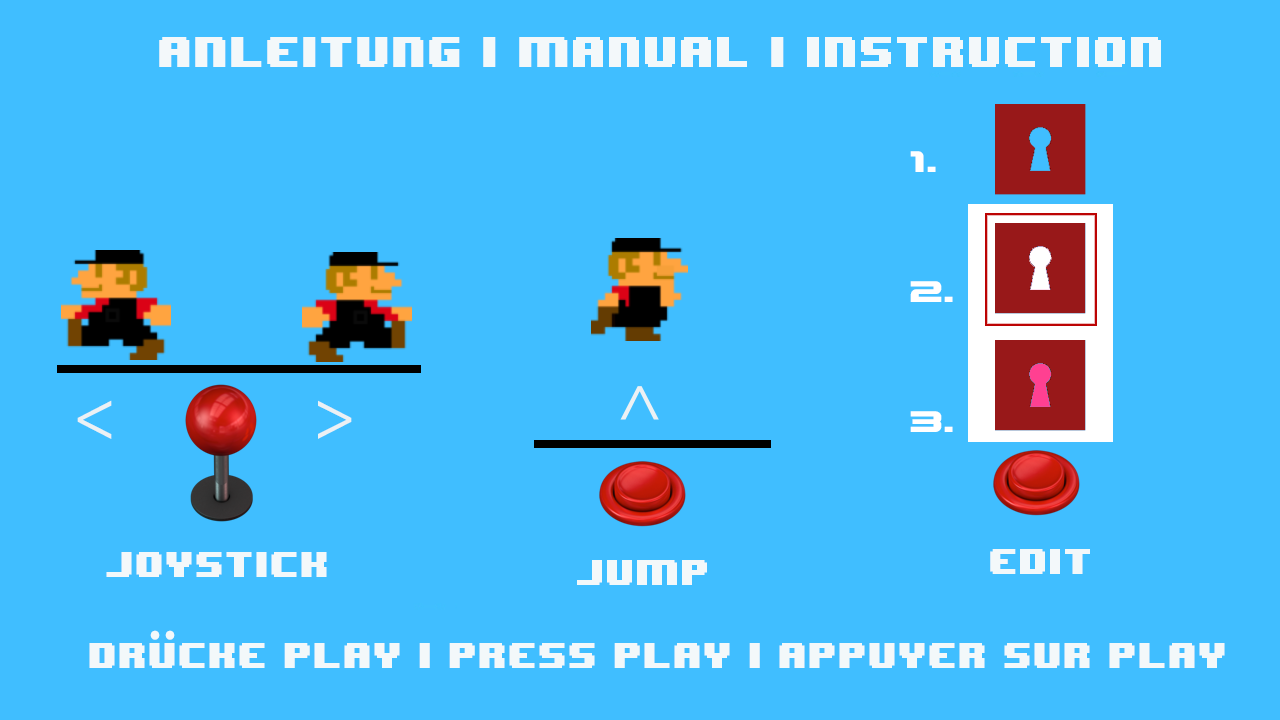 ANLEITUNG | MANUAL | INSTRUCTION
1.
2.
3.
< >
^
JOYSTICK
JUMP
EDIT
DRÜCKE PLAY | PRESS PLAY | APPUYER SUR PLAY